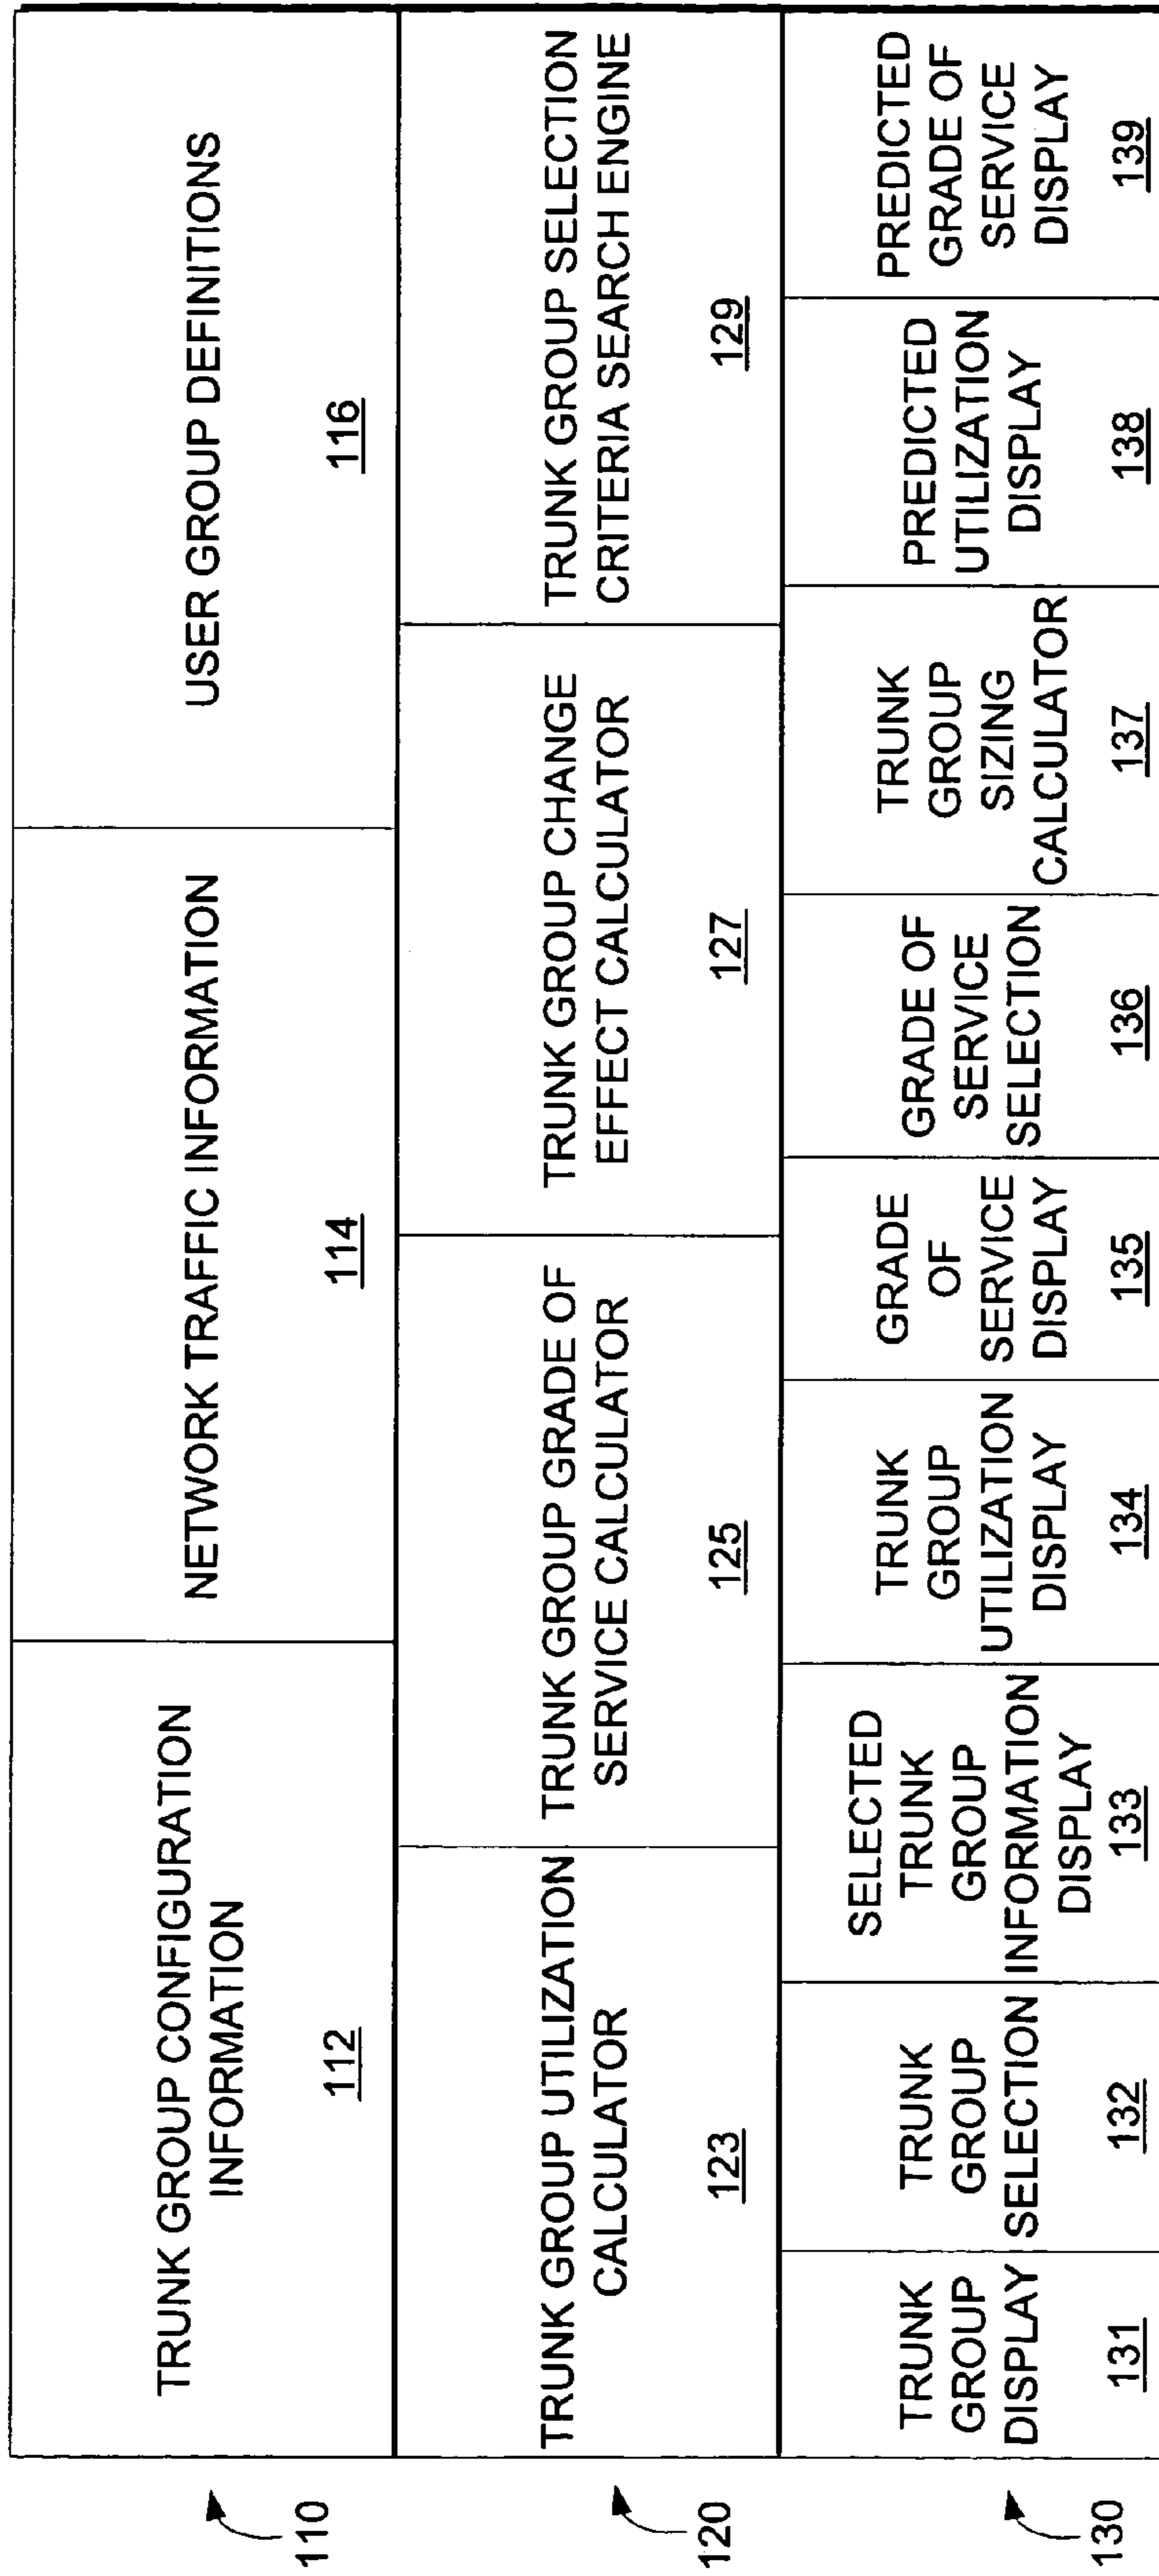 110
TRUNK GROUP CONFIGURATION
INFORMATION
112
NETWORK TRAFFIC INFORMATION
114
USER GROUP DEFINITIONS
116
120
TRUNK GROUP UTILIZATION
CALCULATOR
123
TRUNK GROUP GRADE OF
SERVICE CALCULATOR
125
TRUNK GROUP CHANGE
EFFECT CALCULATOR
127
TRUNK GROUP SELECTION
CRITERIA SEARCH ENGINE
129
130
TRUNK
GROUP
DISPLAY
131
TRUNK
GROUP
SELECTION
132
SELECTED
TRUNK
GROUP
INFORMATION
DISPLAY
133
TRUNK
GROUP
UTILIZATION
DISPLAY
134
GRADE
OF
SERVICE
DISPLAY
135
GRADE OF
SERVICE
SELECTION
136
TRUNK
GROUP
SIZING
CALCULATOR
137
PREDICTED
UTILIZATION
DISPLAY
138
PREDICTED
GRADE OF
SERVICE
DISPLAY
139